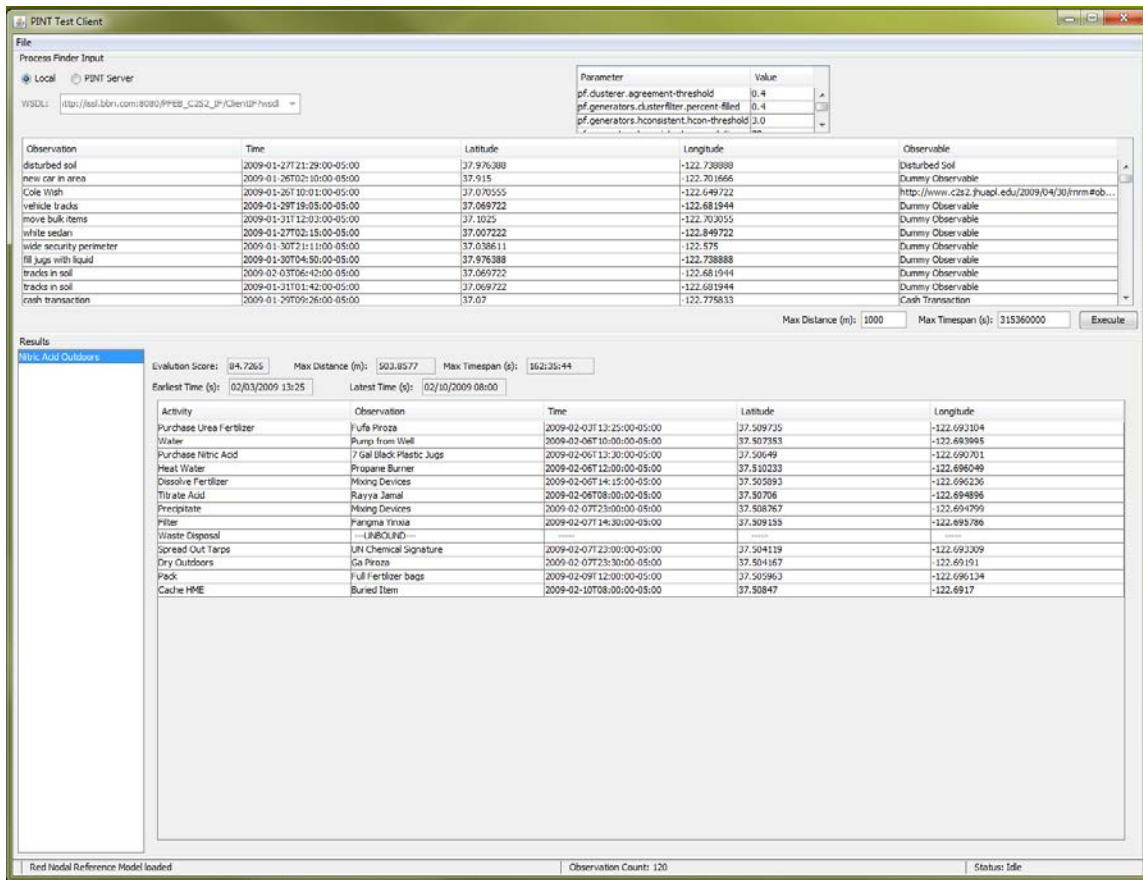 PINT Test Client
File
Process Finder Input
Local PINT Server
Parameter Value
WSDL:
pf.clusterer.agreement-threshold 0.4
pf.generators.clusterfilter.percent-filled 0.4
pf.generators.hconsistent.hcon-threshold 3.0
Observation Time Latitude Longitude Observable
disturbed soil 2009-01-27T21:29:00-05:00 37.976388 -122.738888 Disturbed Soil
new car in area 2009-01-26T02:10:00-05:00 37.915 -122.701666 Dummy Observable
Cole Wish 2009-01-26T10:01:00-05:00 37.070555 -122.649722 http://www.c2s2.jhuapl.edu/2009/04/30/rnrm#ob...
vehicle tracks 2009-01-29T19:05:00-05:00 37.069722 -122.681944 Dummy Observable
move bulk items 2009-01-31T12:03:00-05:00 37.1025 -122.703055 Dummy Observable
white sedan 2009-01-27T02:15:00-05:00 37.007222 -122.849722 Dummy Observable
wide security perimeter 2009-01-30T21:11:00-05:00 37.038611 -122.575 Dummy Observable
fill jugs with liquid 2009-01-30T04:50:00-05:00 37.976388 -122.738888 Dummy Observable
tracks in soil 2009-02-03T06:42:00-05:00 37.069722 -122.681944 Dummy Observable
tracks in soil 2009-01-31T01:42:00-05:00 37.069722 -122.681944 Dummy Observable
cash transaction 2009-01-29T09:26:00-05:00 37.07 -122.775833 Cash Transaction
Max Distance (m): 1000 Max Timespan (s): 315360000 Execute
Results
Nitric Acid Outdoors
Evalution Score: 84.7265 Max Distance (m): 503.8577 Max Timespan (s): 162:35:44
Earliest Time (s): 02/03/2009 13:25 Latest Time (s): 02/10/2009 08:00
Activity Observation Time Latitude Longitude
Purchase Urea Fertilizer Fufa Piroza 2009-02-03T13:25:00-05:00 37.509735 -122.693104
Water Pump from Well 2009-02-06T10:00:00-05:00 37.507353 -122.693995
Purchase Nitric Acid 7 Gal Black Plastic Jugs 2009-02-06T13:30:00-05:00 37.50649 -122.690701
Heat Water Propane Burner 2009-02-06T12:00:00-05:00 37.510233 -122.696049
Dissolve Fertilizer Mixing Devices 2009-02-06T14:15:00-05:00 37.505893 -122.696236
Titrate Acid Rayya Jamal 2009-02-06T08:00:00-05:00 37.50706 -122.694896
Precipitate Mixing Devices 2009-02-07T23:00:00-05:00 37.508767 -122.694799
Filter Fangma Yinxia 2009-02-07T14:30:00-05:00 37.509155 -122.695786
Waste Disposal ---UNBOUND--- ----- ----- -----
Spread Out Tarps UN Chemical Signature 2009-02-07T23:00:00-05:00 37.504119 -122.693309
Dry Outdoors Ga Piroza 2009-02-07T23:30:00-05:00 37.504167 -122.69191
Pack Full Fertilzer bags 2009-02-09T12:00:00-05:00 37.505963 -122.696134
Cache HME Buried Item 2009-02-10T08:00:00-05:00 37.50847 -122.6917
Red Nodal Reference Model loaded Observation Count: 120 Status: Idle